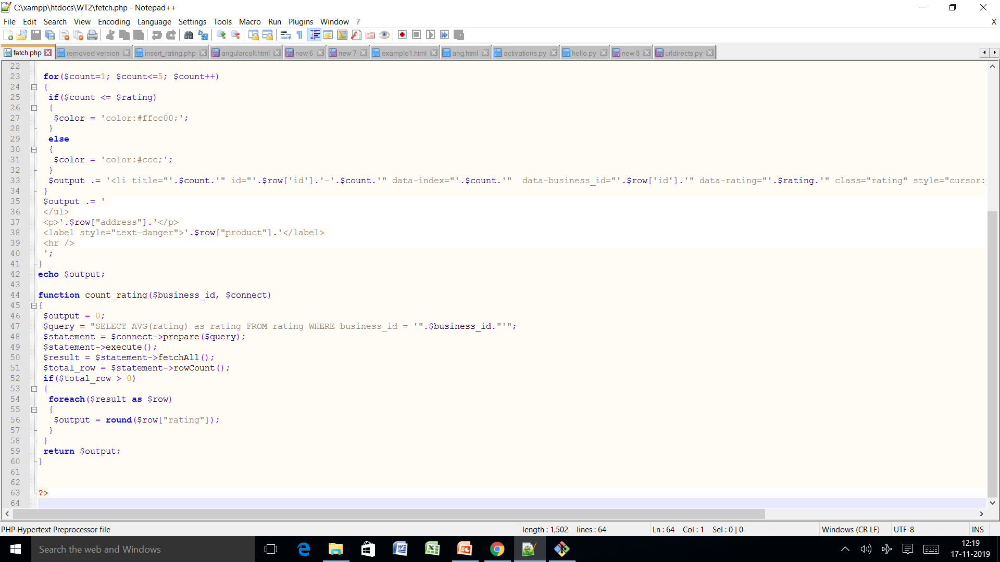 C:\xampp\htdocs\WT2\fetch.php - Notepad++
File Edit Search View Encoding Language Settings Tools Macro Run Plugins Window ? X
fetch.php removed version insert_rating.php angularcoll.html new 6 new 7 example1.html ang.html activations.py hello.py new 8 urldirects.py
22
23 for($count=1; $count<=5; $count++)
24 {
25 if($count <= $rating)
26 {
27 $color = 'color:#ffcc00;';
28 }
29 else
30 {
31 $color = 'color:#ccc;';
32 }
33 $output .= '<li title="'.$count.'" id="'.$row['id'].'-'.$count.'" data-index="'.$count.'"  data-business_id="'.$row['id'].'" data-rating="'.$rating.'" class="rating" style="cursor:
34 }
35 $output .= '
36 </ul>
37 <p>'.$row["address"].'</p>
38 <label style="text-danger">'.$row["product"].'</label>
39 <hr />
40 ';
41 }
42 echo $output;
43
44 function count_rating($business_id, $connect)
45 {
46 $output = 0;
47 $query = "SELECT AVG(rating) as rating FROM rating WHERE business_id = '".$business_id."'";
48 $statement = $connect->prepare($query);
49 $statement->execute();
50 $result = $statement->fetchAll();
51 $total_row = $statement->rowCount();
52 if($total_row > 0)
53 {
54 foreach($result as $row)
55 {
56 $output = round($row["rating"]);
57 }
58 }
59 return $output;
60 }
61
62
63 ?>
64
PHP Hypertext Preprocessor file length : 1,502 lines : 64 Ln : 64 Col : 1 Sel : 0 | 0 Windows (CR LF) UTF-8 INS
Search the web and Windows 12:19
17-11-2019